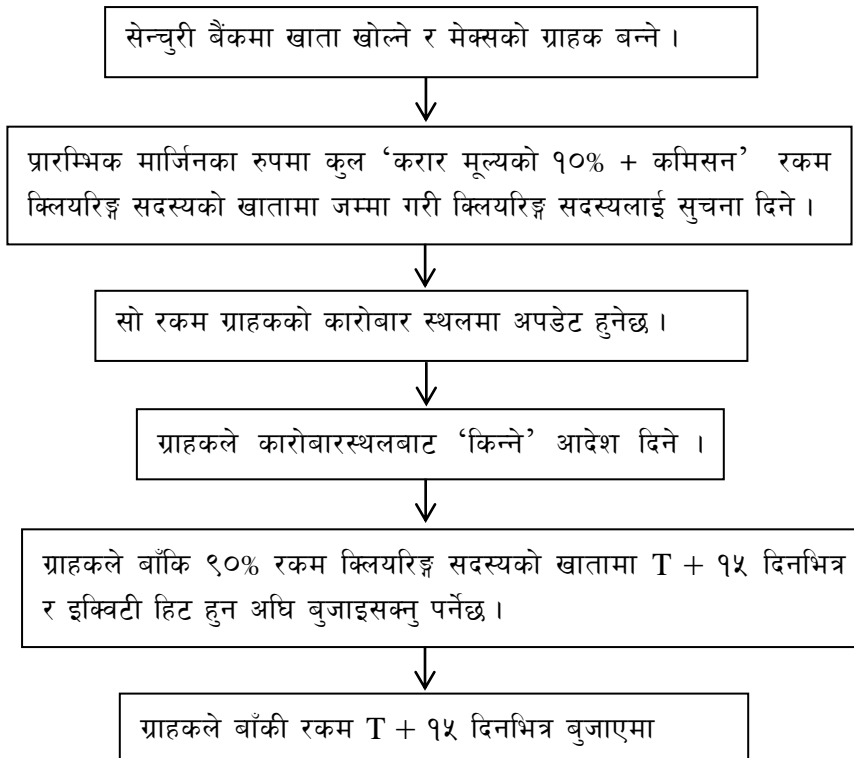 सेन्चुरी बैंकमा खाता खोल्ने र मेक्सको ग्राहक बन्ने ।
प्रारम्भिक मार्जिनका रुपमा कुल ‘करार मूल्यको १०% + कमिसन’ रकम
क्लियरिङ्ग सदस्यको खातामा जम्मा गरी क्लियरिङ्ग सदस्यलाई सुचना दिने ।
सो रकम ग्राहकको कारोबार स्थलमा अपडेट हुनेछ ।
ग्राहकले कारोबारस्थलबाट ‘किन्ने’ आदेश दिने ।
ग्राहकले बाँकि ९०% रकम क्लियरिङ्ग सदस्यको खातामा T + १५ दिनभित्र
र इक्विटी हिट हुन अघि बुजाइसक्नु पर्नेछ ।
ग्राहकले बाँकी रकम T + १५ दिनभित्र बुजाएमा